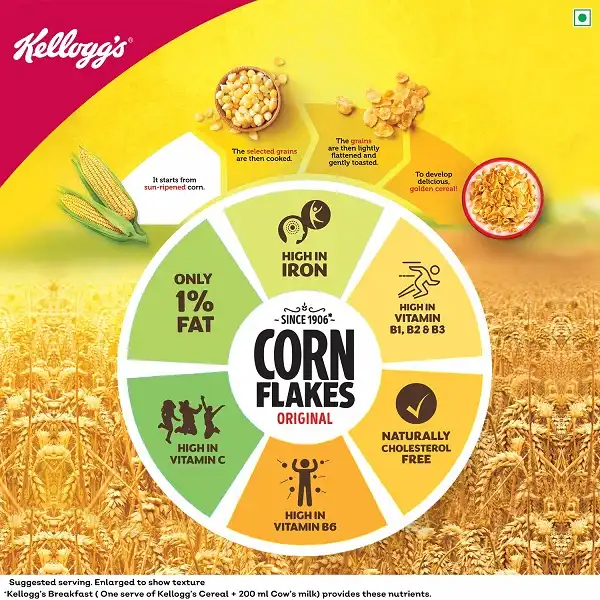 Kellogg's®
It starts from
sun-ripened corn.
The selected grains
are then cooked.
The grains
are then lightly
flattened and
gently toasted.
To develop
delicious,
golden cereal!
HIGH IN
IRON
HIGH IN
VITAMIN
B1, B2 & B3
NATURALLY
CHOLESTEROL
FREE
HIGH IN
VITAMIN B6
HIGH IN
VITAMIN C
ONLY
1%
FAT
- SINCE 1906*-
CORN
FLAKES
ORIGINAL
Suggested serving. Enlarged to show texture
*Kellogg's Breakfast ( One serve of Kellogg's Cereal + 200 ml Cow's milk) provides these nutrients.